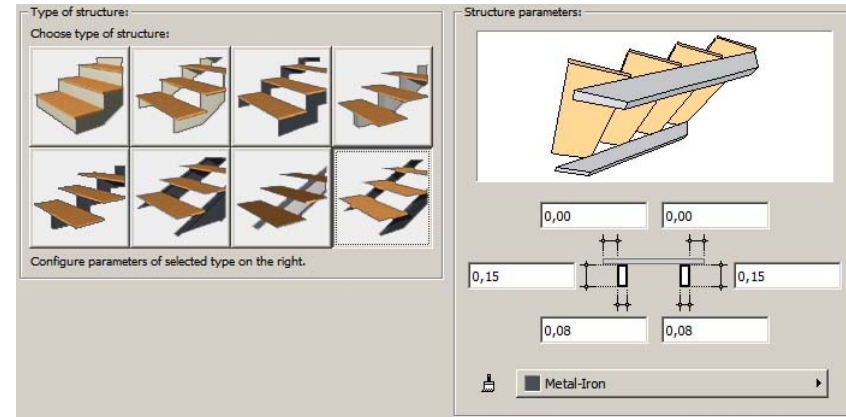 Type of structure:
Choose type of structure:
Configure parameters of selected type on the right.
Structure parameters:
0,00 0,00
0,15 0,15
0,08 0,08
Metal-Iron